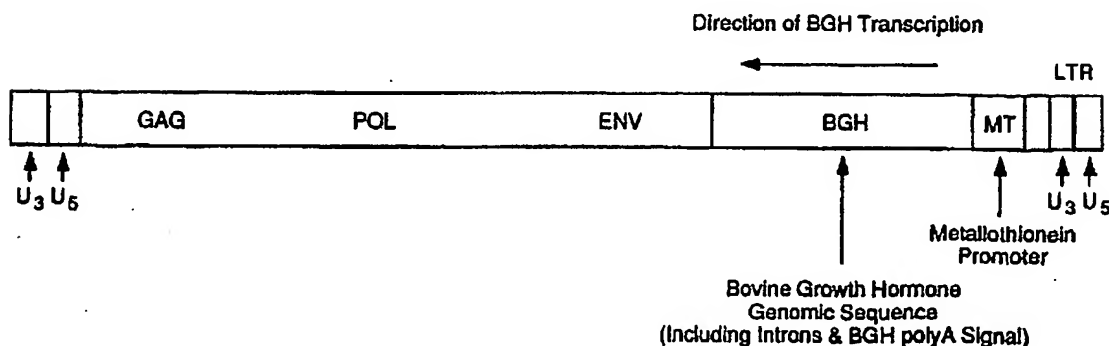 Direction of BGH Transcription
LTR
GAG POL ENV BGH MT
U3 U5 U3 U5
Metallothionein
Promoter
Bovine Growth Hormone
Genomic Sequence
(Including Introns & BGH polyA Signal)